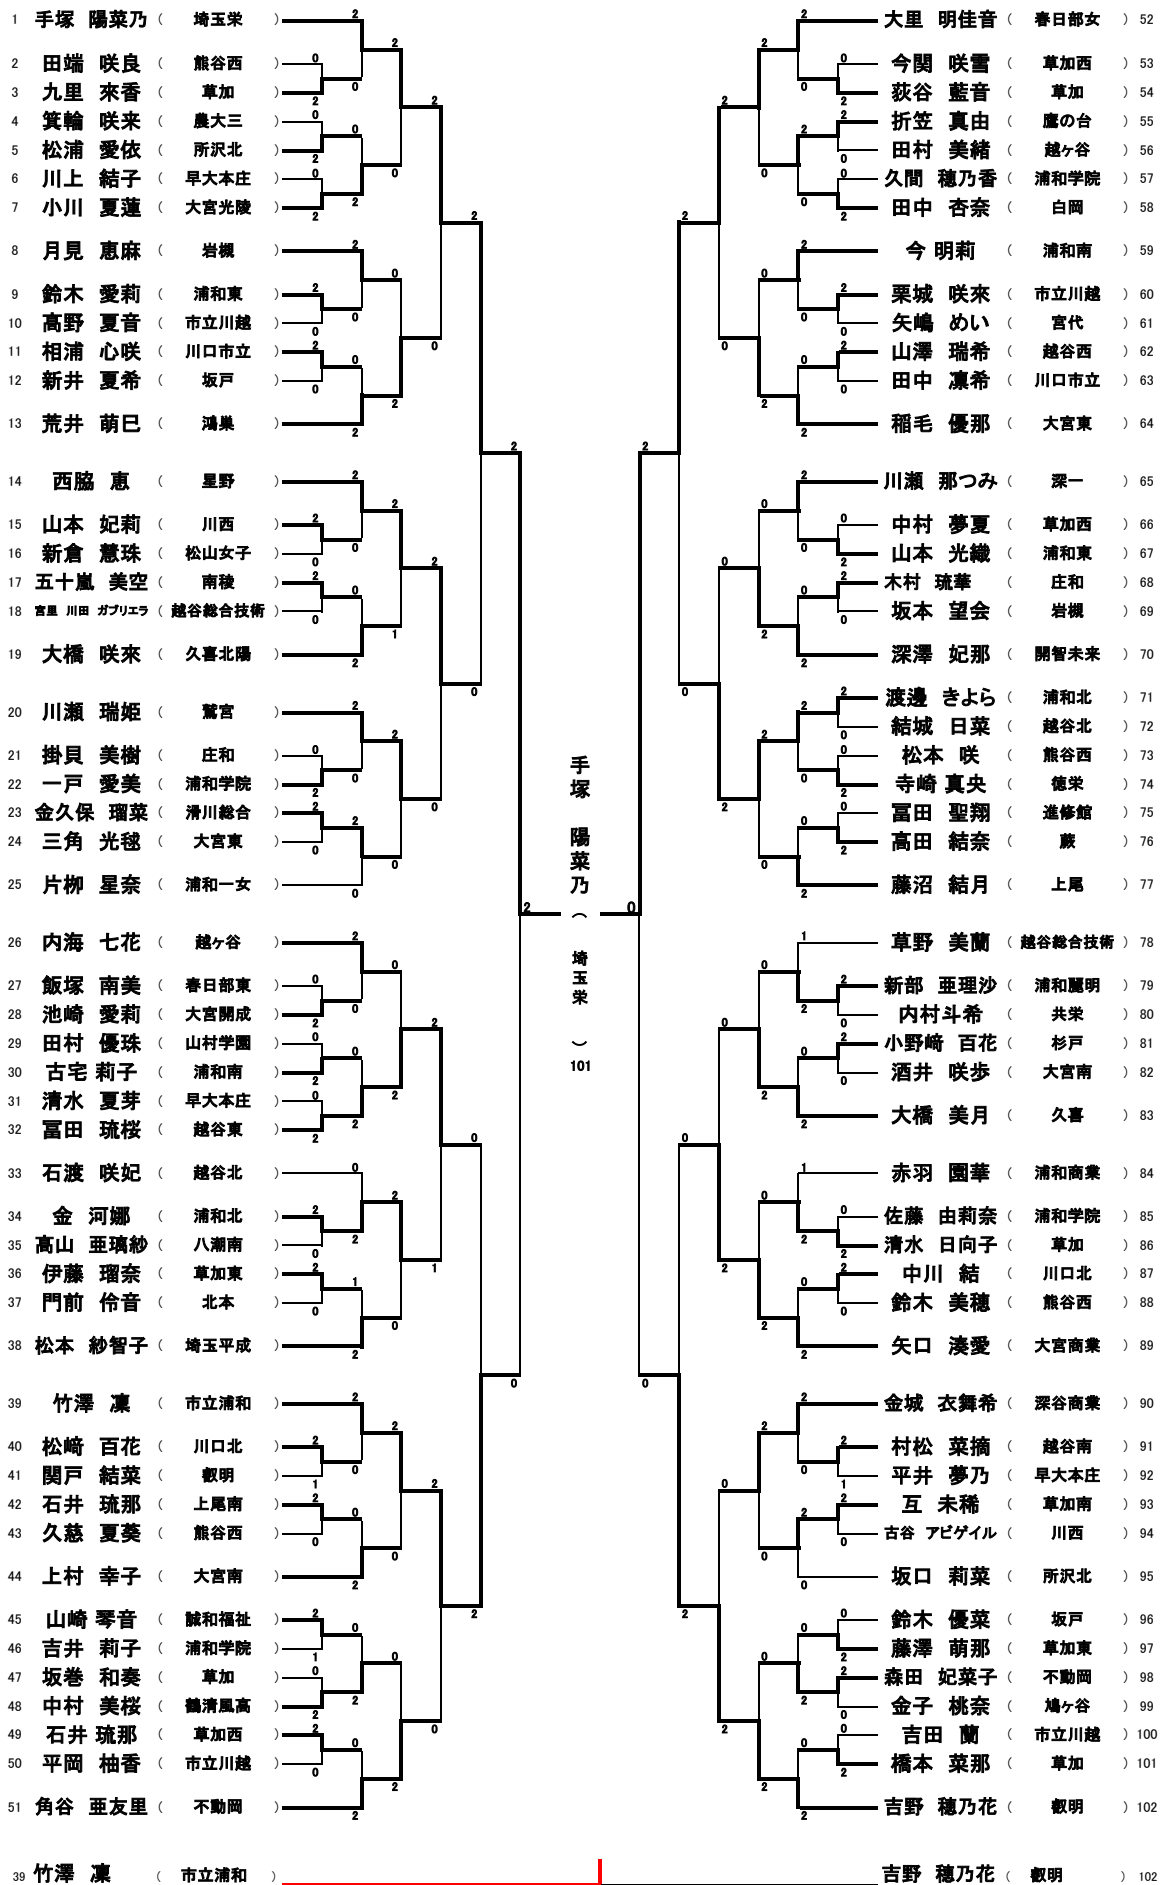 1 手塚 陽菜乃 ( 埼玉栄 )
2 田端 咲良 ( 熊谷西 )
3 九里 來香 ( 草加 )
4 箕輪 咲来 ( 農大三 )
5 松浦 愛依 ( 所沢北 )
6 川上 結子 ( 早大本庄 )
7 小川 夏蓮 ( 大宮光陵 )
8 月見 恵麻 ( 岩槻 )
9 鈴木 愛莉 ( 浦和東 )
10 髙野 夏音 ( 市立川越 )
11 相浦 心咲 ( 川口市立 )
12 新井 夏希 ( 坂戸 )
13 荒井 萌巳 ( 鴻巣 )
14 西脇 恵 ( 星野 )
15 山本 妃莉 ( 川西 )
16 新倉 慧珠 ( 松山女子 )
17 五十嵐 美空 ( 南稜 )
18 宮里 川田 ガブリエラ ( 越谷総合技術 )
19 大橋 咲來 ( 久喜北陽 )
20 川瀬 瑞姫 ( 鷲宮 )
21 掛貝 美樹 ( 庄和 )
22 一戸 愛美 ( 浦和学院 )
23 金久保 瑠菜 ( 滑川総合 )
24 三角 光毬 ( 大宮東 )
25 片栁 星奈 ( 浦和一女 )
26 内海 七花 ( 越ヶ谷 )
27 飯塚 南美 ( 春日部東 )
28 池崎 愛莉 ( 大宮開成 )
29 田村 優珠 ( 山村学園 )
30 古宅 莉子 ( 浦和南 )
31 清水 夏芽 ( 早大本庄 )
32 冨田 琉桜 ( 越谷東 )
33 石渡 咲妃 ( 越谷北 )
34 金 河娜 ( 浦和北 )
35 髙山 亜璃紗 ( 八潮南 )
36 伊藤 瑠奈 ( 草加東 )
37 門前 伶音 ( 北本 )
38 松本 紗智子 ( 埼玉平成 )
39 竹澤 凜 ( 市立浦和 )
40 松﨑 百花 ( 川口北 )
41 関戸 結菜 ( 叡明 )
42 石井 琉那 ( 上尾南 )
43 久慈 夏葵 ( 熊谷西 )
44 上村 幸子 ( 大宮南 )
45 山崎 琴音 ( 誠和福祉 )
46 吉井 莉子 ( 浦和学院 )
47 坂巻 和奏 ( 草加 )
48 中村 美桜 ( 鶴清風高 )
49 石井 琉那 ( 草加西 )
50 平岡 柚香 ( 市立川越 )
51 角谷 亜友里 ( 不動岡 )
手塚 陽菜乃 ( 埼玉栄 )
101
大里 明佳音 ( 春日部女 ) 52
今関 咲雪 ( 草加西 ) 53
荻谷 藍音 ( 草加 ) 54
折笠 真由 ( 鷹の台 ) 55
田村 美緒 ( 越ヶ谷 ) 56
久間 穂乃香 ( 浦和学院 ) 57
田中 杏奈 ( 白岡 ) 58
今 明莉 ( 浦和南 ) 59
栗城 咲來 ( 市立川越 ) 60
矢嶋 めい ( 宮代 ) 61
山澤 瑞希 ( 越谷西 ) 62
田中 凜希 ( 川口市立 ) 63
稲毛 優那 ( 大宮東 ) 64
川瀬 那つみ ( 深一 ) 65
中村 夢夏 ( 草加西 ) 66
山本 光織 ( 浦和東 ) 67
木村 琉華 ( 庄和 ) 68
坂本 望会 ( 岩槻 ) 69
深澤 妃那 ( 開智未来 ) 70
渡邊 きよら ( 浦和北 ) 71
結城 日菜 ( 越谷北 ) 72
松本 咲 ( 熊谷西 ) 73
寺崎 真央 ( 徳栄 ) 74
冨田 聖翔 ( 進修館 ) 75
髙田 結奈 ( 蕨 ) 76
藤沼 結月 ( 上尾 ) 77
草野 美蘭 ( 越谷総合技術 ) 78
新部 亜理沙 ( 浦和麗明 ) 79
内村斗希 ( 共栄 ) 80
小野﨑 百花 ( 杉戸 ) 81
酒井 咲歩 ( 大宮南 ) 82
大橋 美月 ( 久喜 ) 83
赤羽 園華 ( 浦和商業 ) 84
佐藤 由莉奈 ( 浦和学院 ) 85
清水 日向子 ( 草加 ) 86
中川 結 ( 川口北 ) 87
鈴木 美穂 ( 熊谷西 ) 88
矢口 湊愛 ( 大宮商業 ) 89
金城 衣舞希 ( 深谷商業 ) 90
村松 菜摘 ( 越谷南 ) 91
平井 夢乃 ( 早大本庄 ) 92
互 未稀 ( 草加南 ) 93
古谷 アビゲイル ( 川西 ) 94
坂口 莉菜 ( 所沢北 ) 95
鈴木 優菜 ( 坂戸 ) 96
藤澤 萌那 ( 草加東 ) 97
森田 妃菜子 ( 不動岡 ) 98
金子 桃奈 ( 鳩ヶ谷 ) 99
吉田 蘭 ( 市立川越 ) 100
橋本 菜那 ( 草加 ) 101
吉野 穂乃花 ( 叡明 ) 102
39 竹澤 凜 ( 市立浦和 ) 吉野 穂乃花 ( 叡明 ) 102